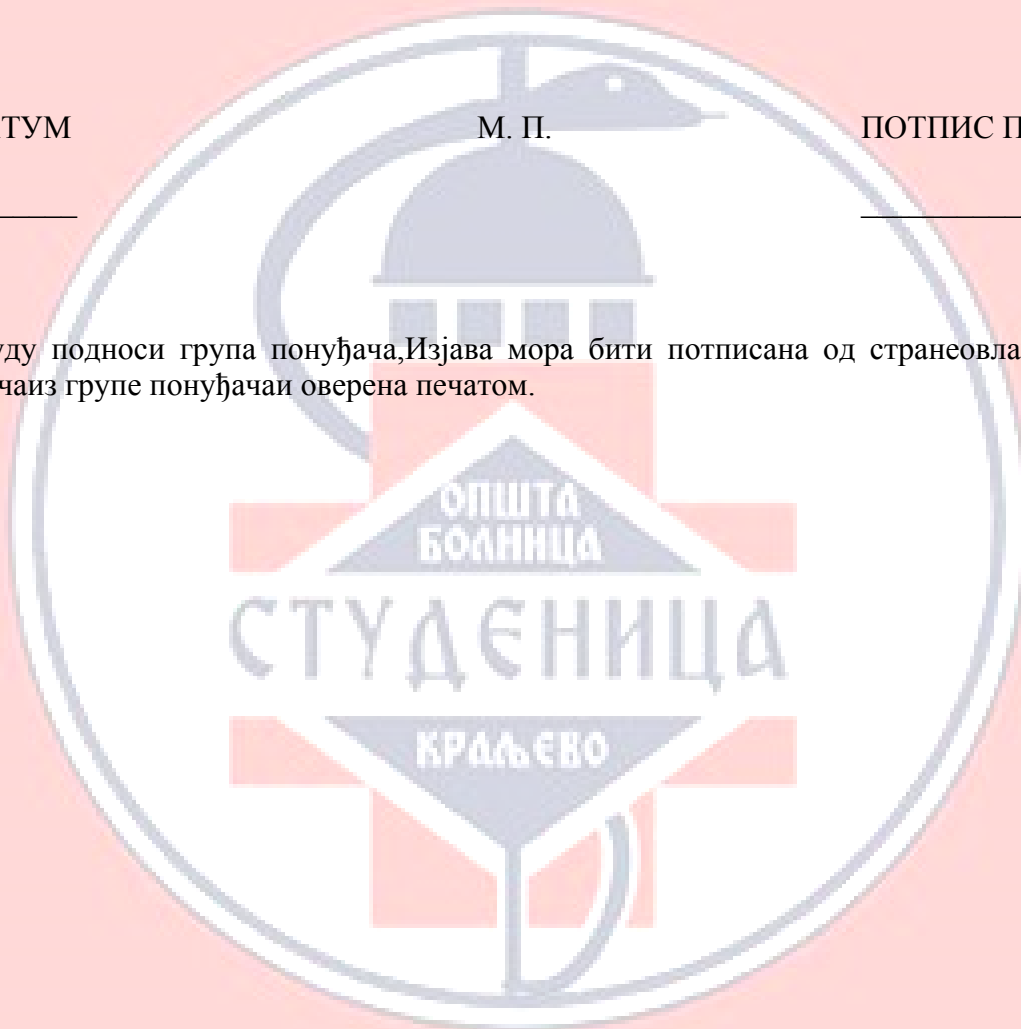 ТУМ М. П. ПОТПИС П
уду подноси група понуђача,Изјава мора бити потписана од странеовла
чаиз групе понуђачаи оверена печатом.
ОПШТА
БОЛНИЦА
СТУДЕНИЦА
КРАЉЕВО